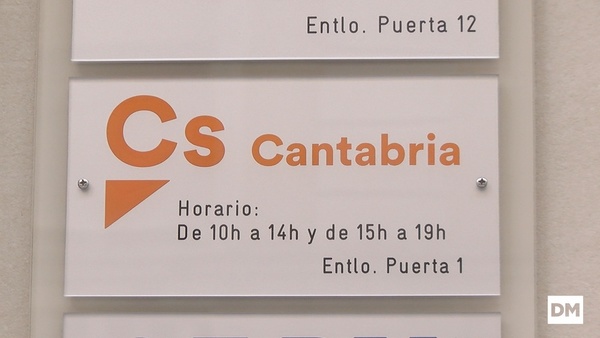 Entlo. Puerta 12
Cs Cantabria
Horario:
De 10h a 14h y de 15h a 19h
Entlo. Puerta 1
DM